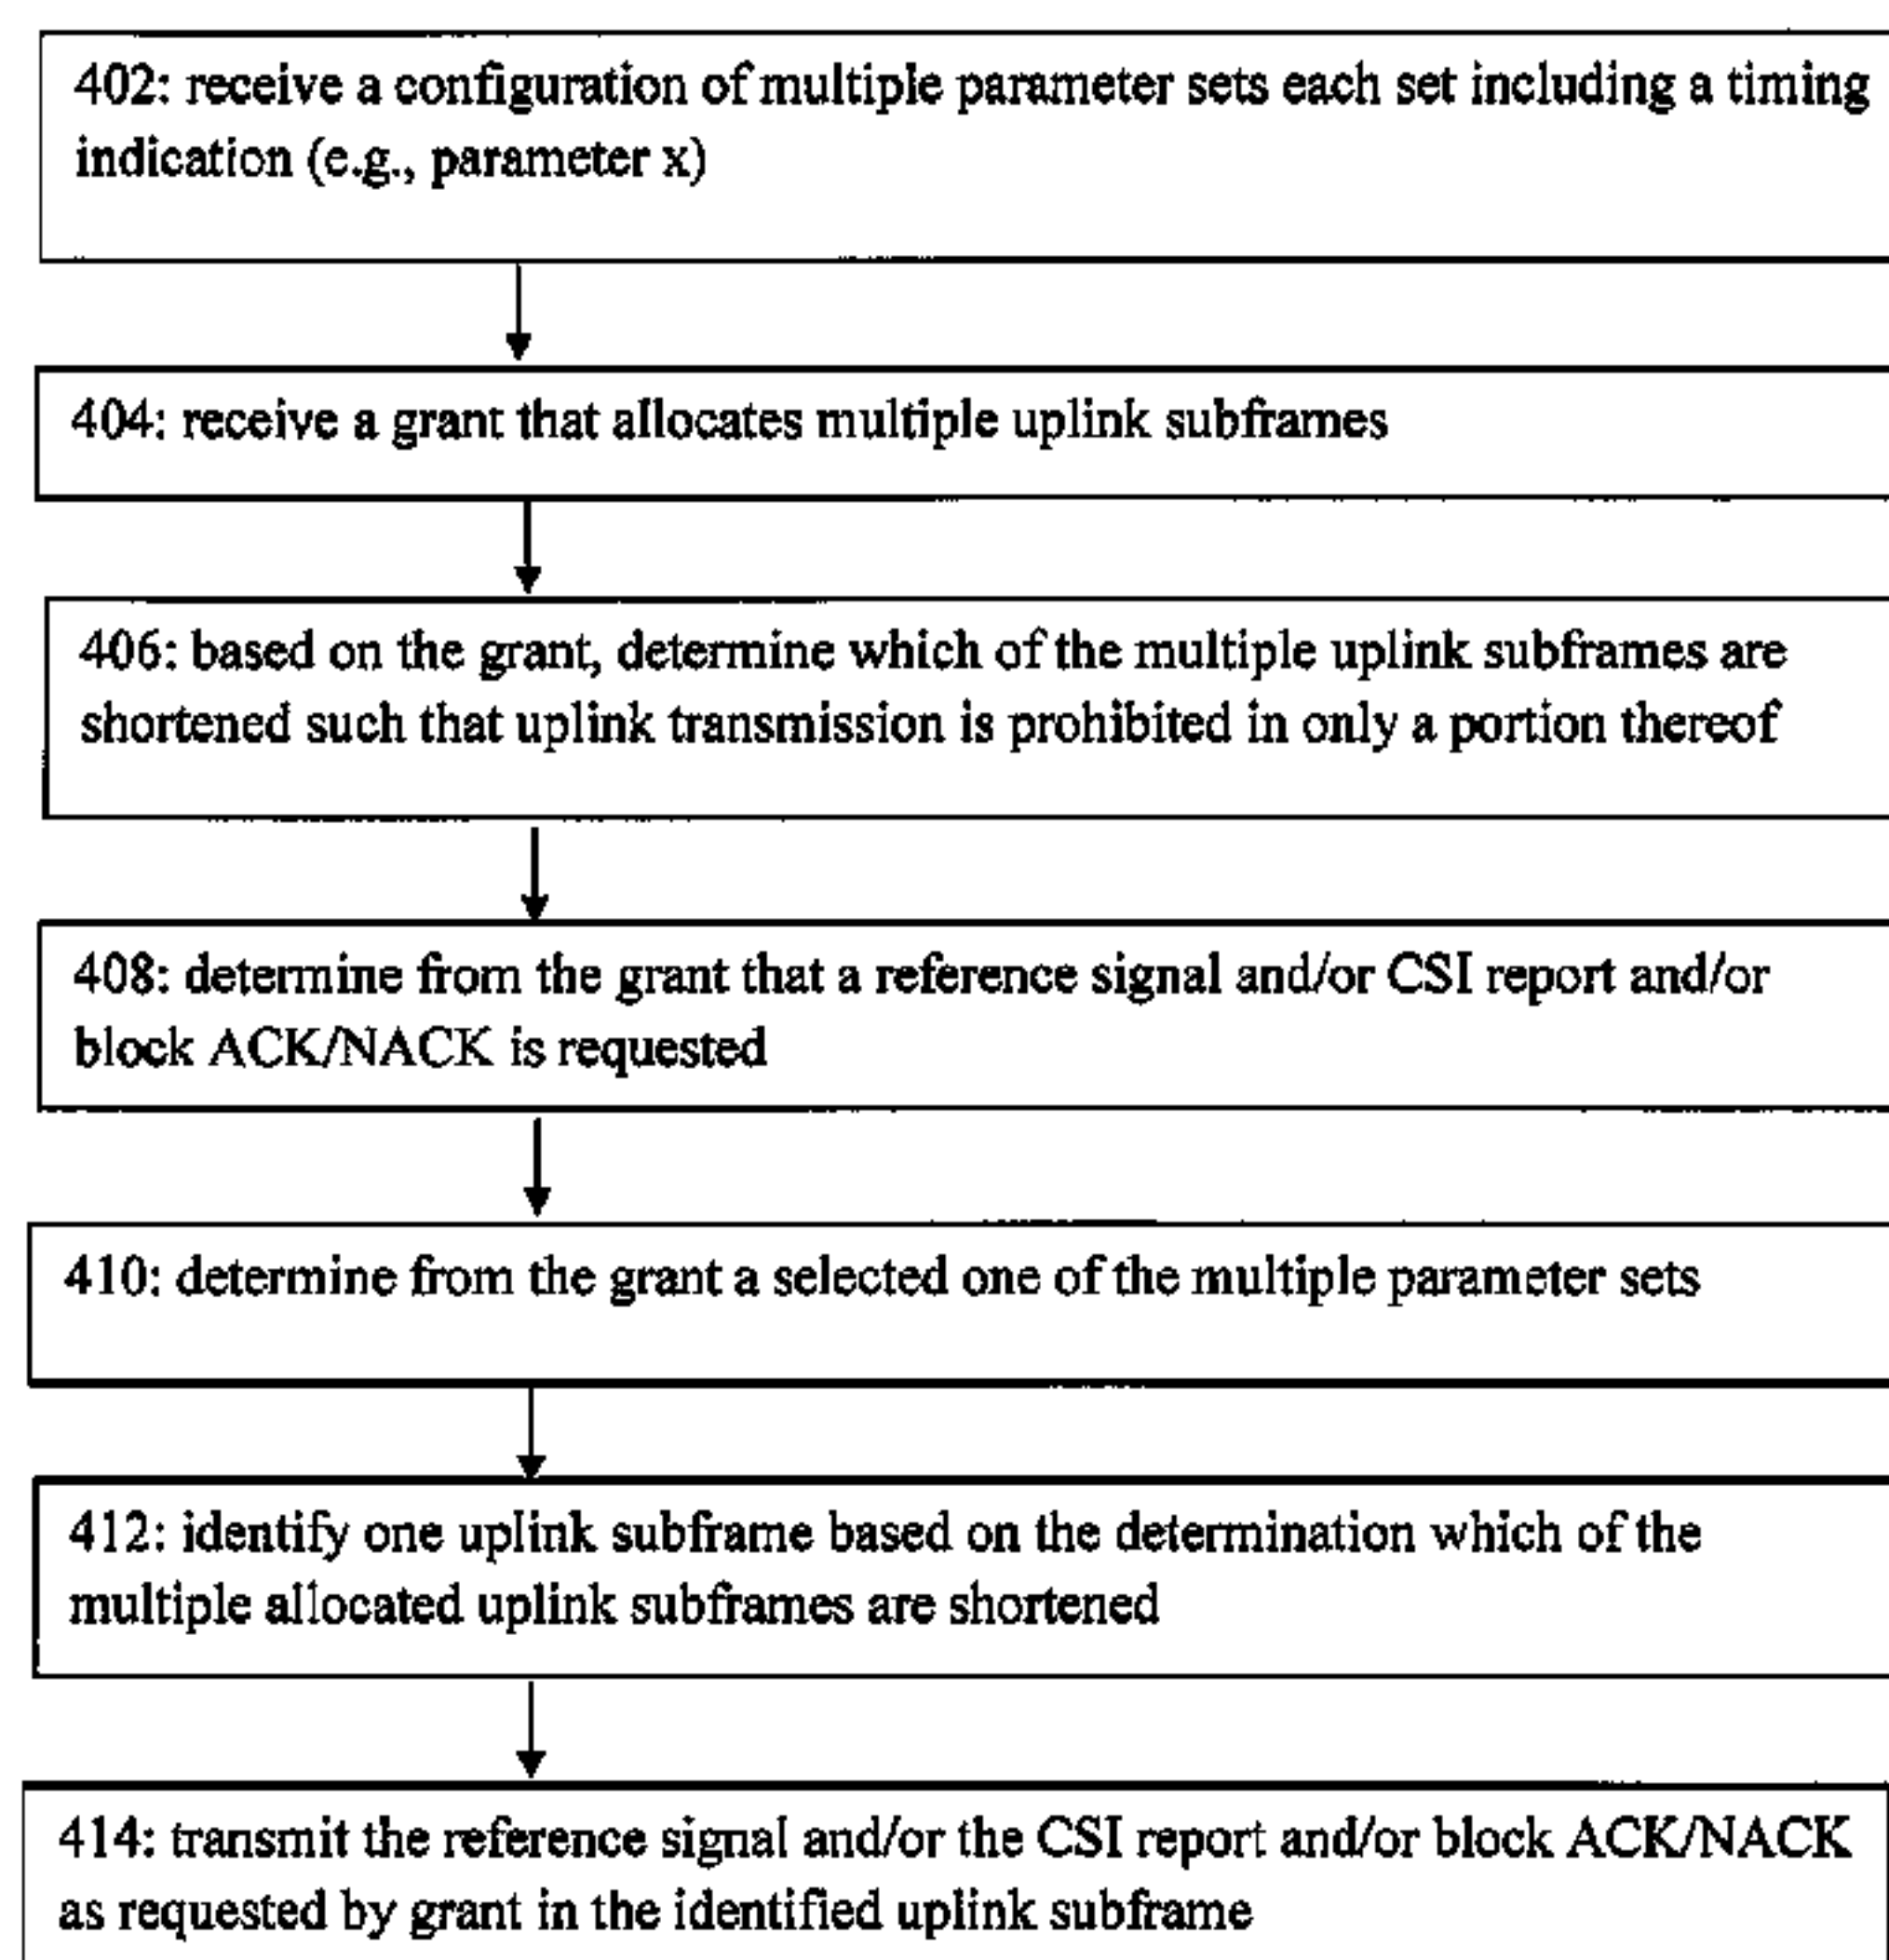 402: receive a configuration of multiple parameter sets each set including a timing
indication (e.g., parameter x)
404: receive a grant that allocates multiple uplink subframes
406: based on the grant, determine which of the multiple uplink subframes are
shortened such that uplink transmission is prohibited in only a portion thereof
408: determine from the grant that a reference signal and/or CSI report and/or
block ACK/NACK is requested
410: determine from the grant a selected one of the multiple parameter sets
412: identify one uplink subframe based on the determination which of the
multiple allocated uplink subframes are shortened
414: transmit the reference signal and/or the CSI report and/or block ACK/NACK
as requested by grant in the identified uplink subframe